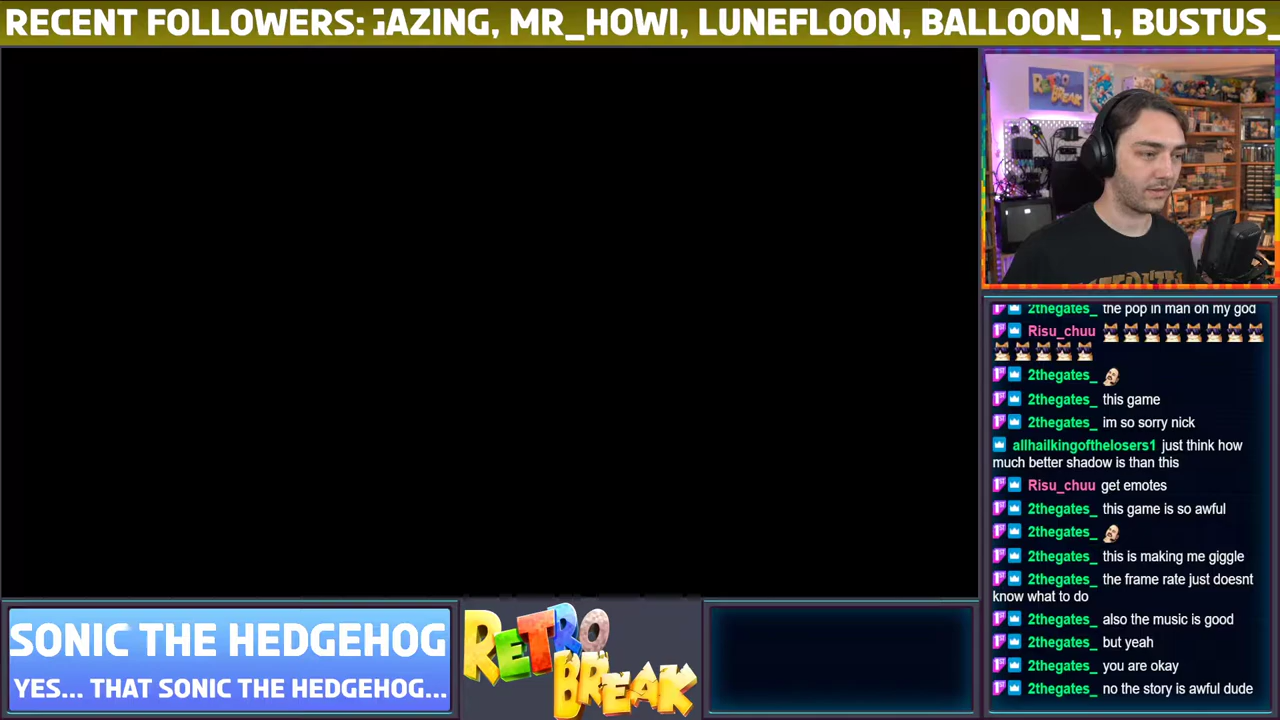 RECENT FOLLOWERS: GAZING, MR_HOWI, LUNEFLOON, BALLOON_1, BUSTUS_
RETRO
BREAK
2thegates_ the pop in man oh my god
Risu_chuu
2thegates_
2thegates_ this game
2thegates_ im so sorry nick
allhailkingofthelosers1 just think how
much better shadow is than this
Risu_chuu get emotes
2thegates_ this game is so awful
2thegates_
2thegates_ this is making me giggle
2thegates_ the frame rate just doesnt
know what to do
2thegates_ also the music is good
2thegates_ but yeah
2thegates_ you are okay
2thegates_ no the story is awful dude
SONIC THE HEDGEHOG
YES... THAT SONIC THE HEDGEHOG...
RETRO
BREAK